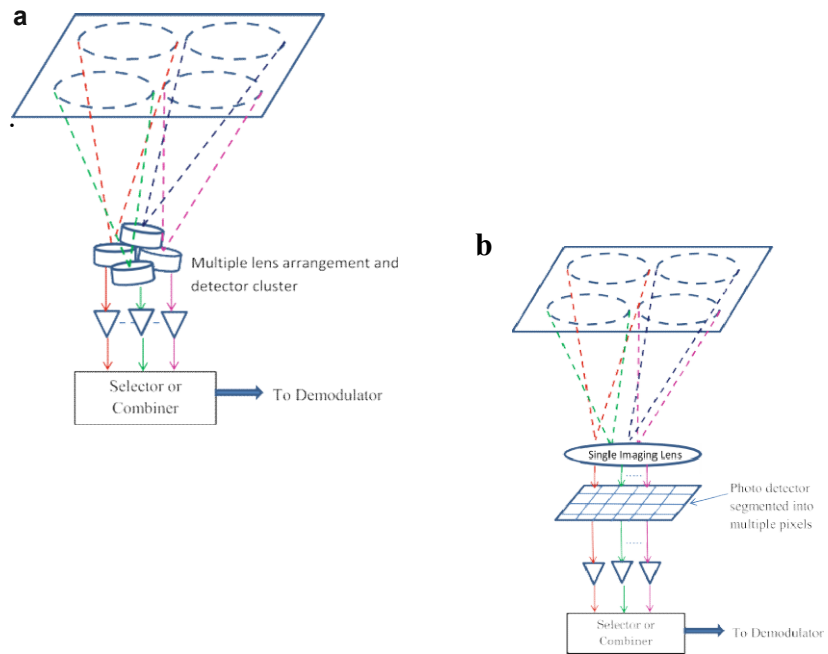 a
Multiple lens arrangement and
detector cluster
Selector or
Combiner
To Demodulator
b
Single Imaging Lens
Photo detector
segmented into
multiple pixels
Selector or
Combiner
To Demodulator